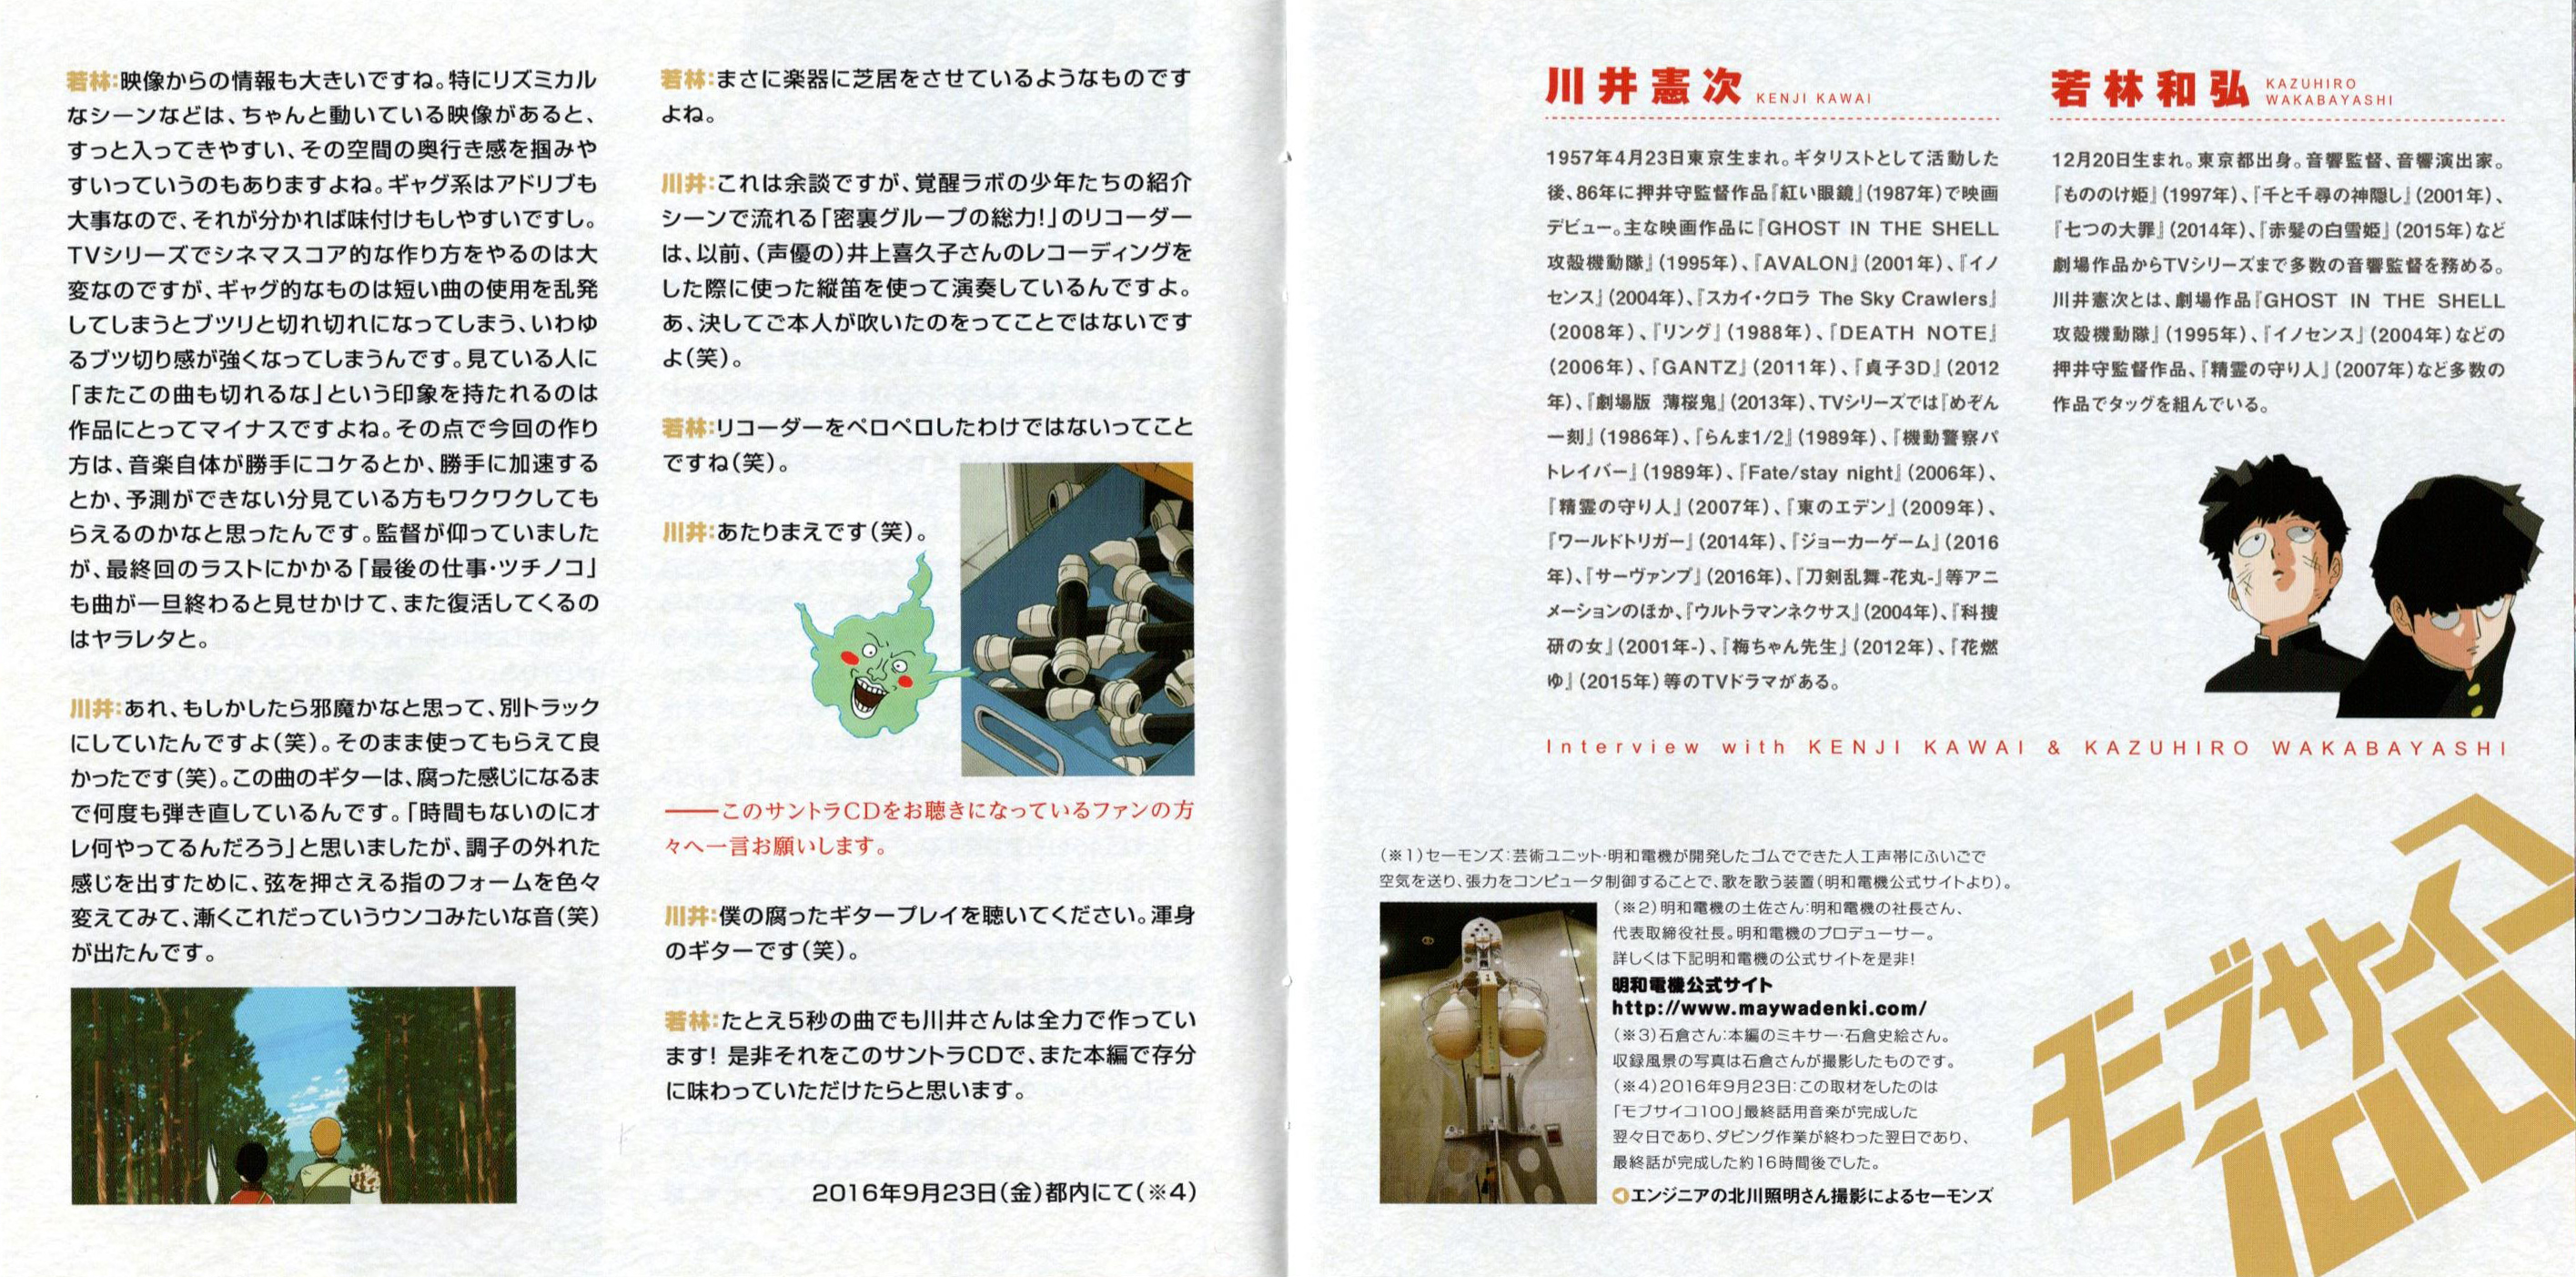 若林:映像からの情報も大きいですね。特にリズミカル
なシーンなどは、ちゃんと動いている映像があると、
すっと入ってきやすい、その空間の奥行き感を掴みや
すいっていうのもありますよね。ギャグ系はアドリブも
大事なので、それが分かれば味付けもしやすいですし。
TVシリーズでシネマスコア的な作り方をやるのは大
変なのですが、ギャグ的なものは短い曲の使用を乱発
してしまうとブツリと切れ切れになってしまう、いわゆ
るブツ切り感が強くなってしまうんです。見ている人に
「またこの曲も切れるな」という印象を持たれるのは
作品にとってマイナスですよね。その点で今回の作り
方は、音楽自体が勝手にコケるとか、勝手に加速する
とか、予測ができない分見ている方もワクワクしても
らえるのかなと思ったんです。監督が仰っていました
が、最終回のラストにかかる「最後の仕事・ツチノコ」
も曲が一旦終わると見せかけて、また復活してくるの
はヤラレタと。
川井:あれ、もしかしたら邪魔かなと思って、別トラック
にしていたんですよ(笑)。そのまま使ってもらえて良
かったです(笑)。この曲のギターは、腐った感じになるま
で何度も弾き直しているんです。「時間もないのにオ
レ何やってるんだろう」と思いましたが、調子の外れた
感じを出すために、弦を押さえる指のフォームを色々
変えてみて、漸くこれだっていうウンコみたいな音(笑)
が出たんです。
若林:まさに楽器に芝居をさせているようなものです
よね。
川井:これは余談ですが、覚醒ラボの少年たちの紹介
シーンで流れる「密裏グループの総力!」のリコーダー
は、以前、(声優の)井上喜久子さんのレコーディングを
した際に使った縦笛を使って演奏しているんですよ。
あ、決してご本人が吹いたのをってことではないです
よ(笑)。
若林:リコーダーをペロペロしたわけではないってこと
ですね(笑)。
川井:あたりまえです(笑)。
――このサントラCDをお聴きになっているファンの方
々へ一言お願いします。
川井:僕の腐ったギタープレイを聴いてください。渾身
のギターです(笑)。
若林:たとえ5秒の曲でも川井さんは全力で作ってい
ます! 是非それをこのサントラCDで、また本編で存分
に味わっていただけたらと思います。
2016年9月23日(金)都内にて(※4)
川井憲次 KENJI KAWAI
1957年4月23日東京生まれ。ギタリストとして活動した
後、86年に押井守監督作品『紅い眼鏡』(1987年)で映画
デビュー。主な映画作品に『GHOST IN THE SHELL
攻殻機動隊』(1995年)、『AVALON』(2001年)、『イノ
センス』(2004年)、『スカイ・クロラ The Sky Crawlers』
(2008年)、『リング』(1988年)、『DEATH NOTE』
(2006年)、『GANTZ』(2011年)、『貞子3D』(2012
年)、『劇場版 薄桜鬼』(2013年)、TVシリーズでは『めぞん
一刻』(1986年)、『らんま1/2』(1989年)、『機動警察パ
トレイバー』(1989年)、『Fate/stay night』(2006年)、
『精霊の守り人』(2007年)、『東のエデン』(2009年)、
『ワールドトリガー』(2014年)、『ジョーカーゲーム』(2016
年)、『サーヴァンプ』(2016年)、『刀剣乱舞-花丸-』等アニ
メーションのほか、『ウルトラマンネクサス』(2004年)、『科捜
研の女』(2001年-)、『梅ちゃん先生』(2012年)、『花燃
ゆ』(2015年)等のTVドラマがある。
若林和弘 KAZUHIRO
WAKABAYASHI
12月20日生まれ。東京都出身。音響監督、音響演出家。
『もののけ姫』(1997年)、『千と千尋の神隠し』(2001年)、
『七つの大罪』(2014年)、『赤髪の白雪姫』(2015年)など
劇場作品からTVシリーズまで多数の音響監督を務める。
川井憲次とは、劇場作品『GHOST IN THE SHELL
攻殻機動隊』(1995年)、『イノセンス』(2004年)などの
押井守監督作品、『精霊の守り人』(2007年)など多数の
作品でタッグを組んでいる。
Interview with KENJI KAWAI & KAZUHIRO WAKABAYASHI
(※1)セーモンズ:芸術ユニット・明和電機が開発したゴムでできた人工声帯にふいごで
空気を送り、張力をコンピュータ制御することで、歌を歌う装置(明和電機公式サイトより)。
(※2)明和電機の土佐さん:明和電機の社長さん、
代表取締役社長。明和電機のプロデューサー。
詳しくは下記明和電機の公式サイトを是非!
明和電機公式サイト
http://www.maywadenki.com/
(※3)石倉さん:本編のミキサー・石倉史絵さん。
収録風景の写真は石倉さんが撮影したものです。
(※4)2016年9月23日:この取材をしたのは
「モブサイコ100」最終話用音楽が完成した
翌々日であり、ダビング作業が終わった翌日であり、
最終話が完成した約16時間後でした。
エンジニアの北川照明さん撮影によるセーモンズ
モブサイコ
100